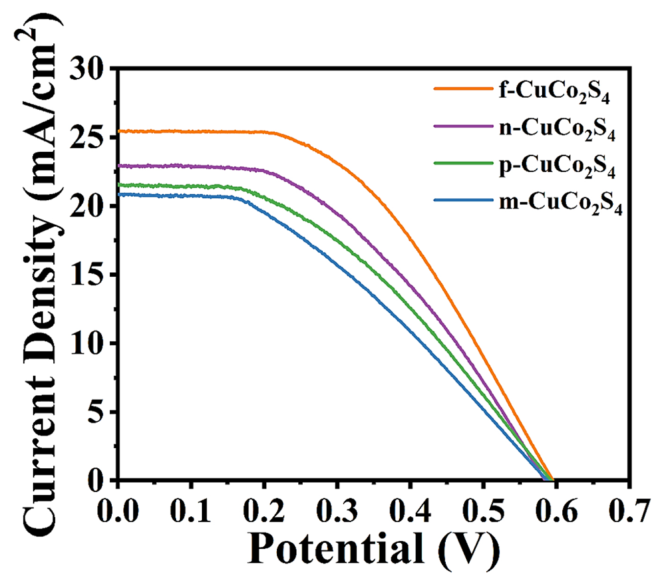 Current Density (mA/cm²)
30
25
20
15
10
5
0
f-CuCo₂S₄
n-CuCo₂S₄
p-CuCo₂S₄
m-CuCo₂S₄
0.0 0.1 0.2 0.3 0.4 0.5 0.6 0.7
Potential (V)